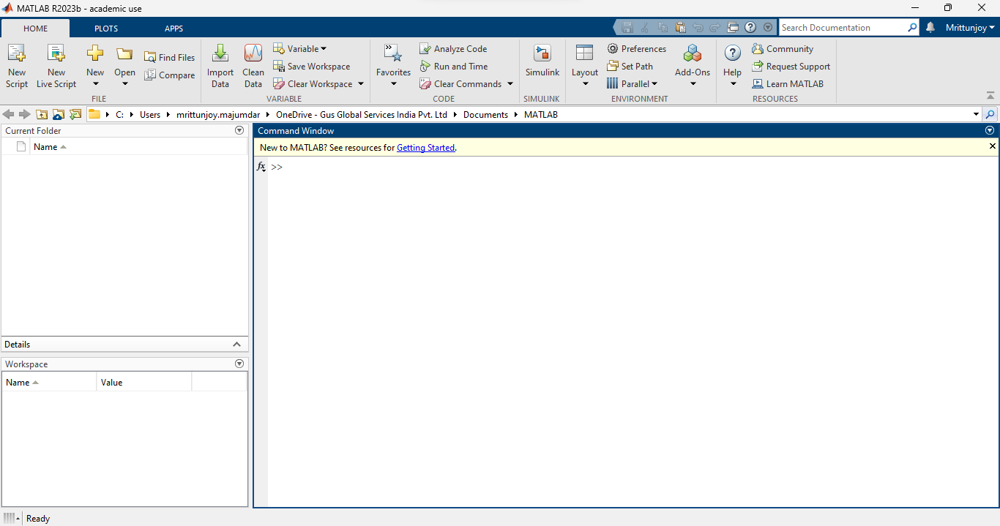 MATLAB R2023b - academic use
HOME PLOTS APPS
Search Documentation
Mrittunjoy
New Script
New Live Script
New
Open
Find Files
Compare
FILE
Import Data
Clean Data
Variable
Save Workspace
Clear Workspace
VARIABLE
Favorites
Analyze Code
Run and Time
Clear Commands
CODE
Simulink
SIMULINK
Layout
Preferences
Set Path
Parallel
Add-Ons
ENVIRONMENT
Help
Community
Request Support
Learn MATLAB
RESOURCES
C: Users mrittunjoy.majumdar OneDrive - Gus Global Services India Pvt. Ltd Documents MATLAB
Current Folder
Name
Details
Workspace
Name Value
Command Window
New to MATLAB? See resources for Getting Started.
fx >>
Ready